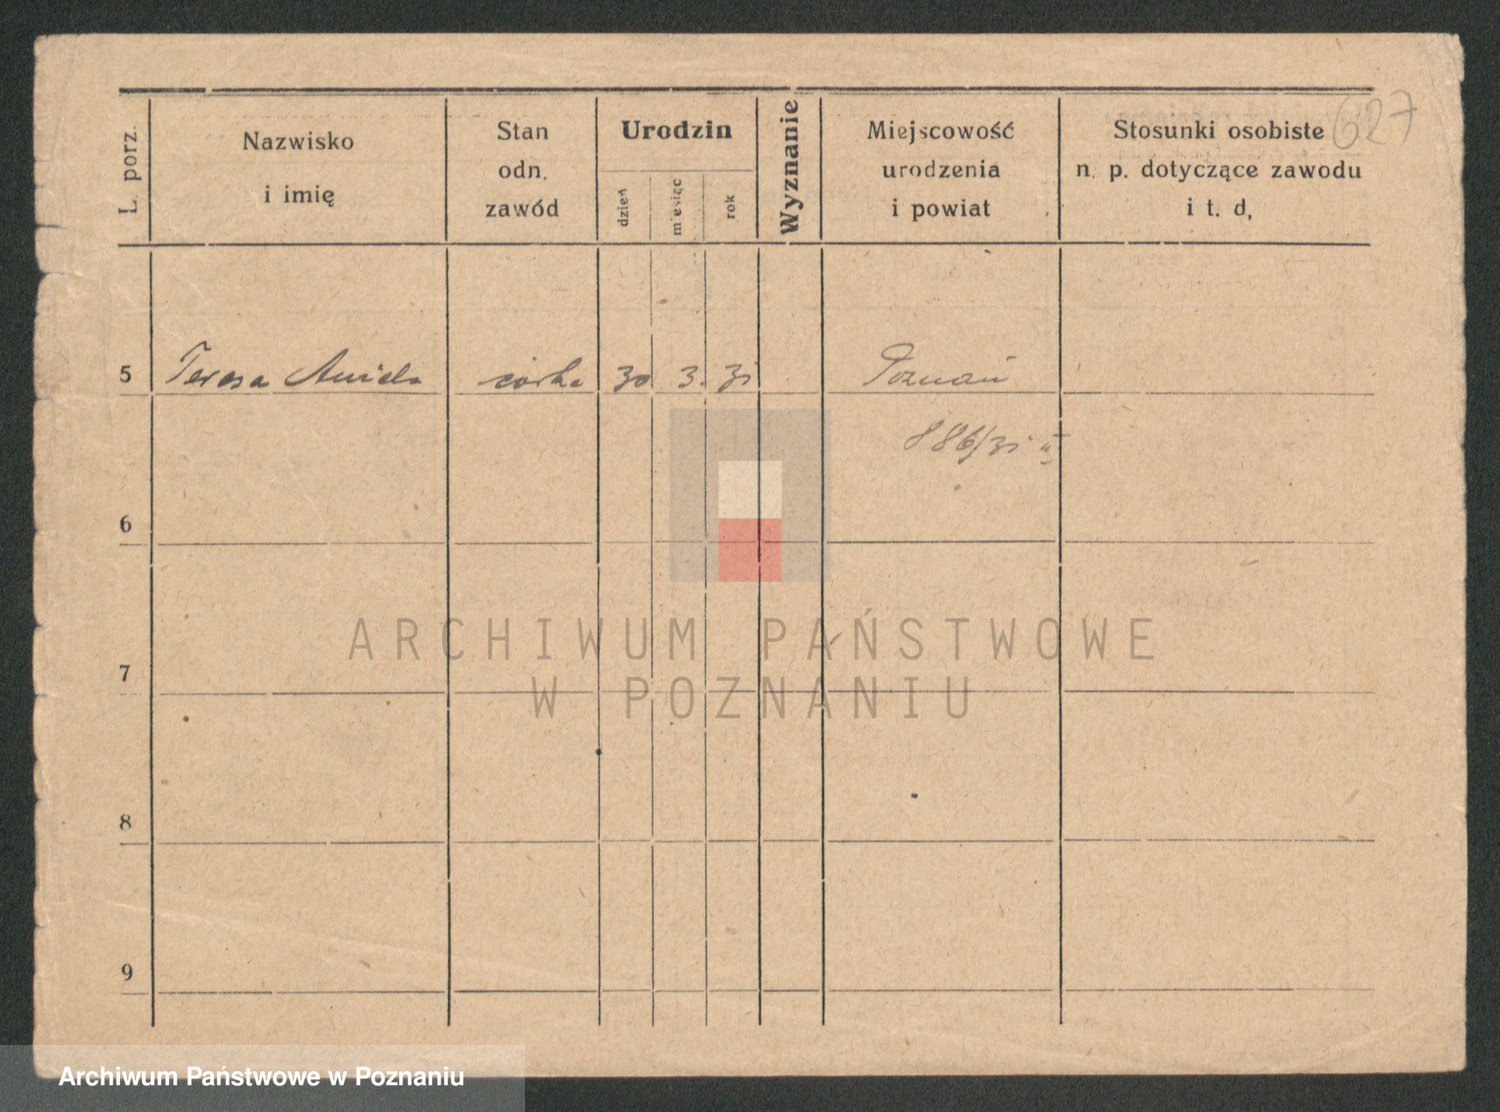 627
L. porz.
Nazwisko
i imię
Stan
odn.
zawód
Urodzin
dzień
miesiąc
rok
Wyznanie
Miejscowość
urodzenia
i powiat
Stosunki osobiste
n. p. dotyczące zawodu
i t. d,
5 Teresa Aniela córka 30 3. 31 Poznań
886/31
6
ARCHIWUM PAŃSTWOWE
7
W POZNANIU
8
9
Archiwum Państwowe w Poznaniu